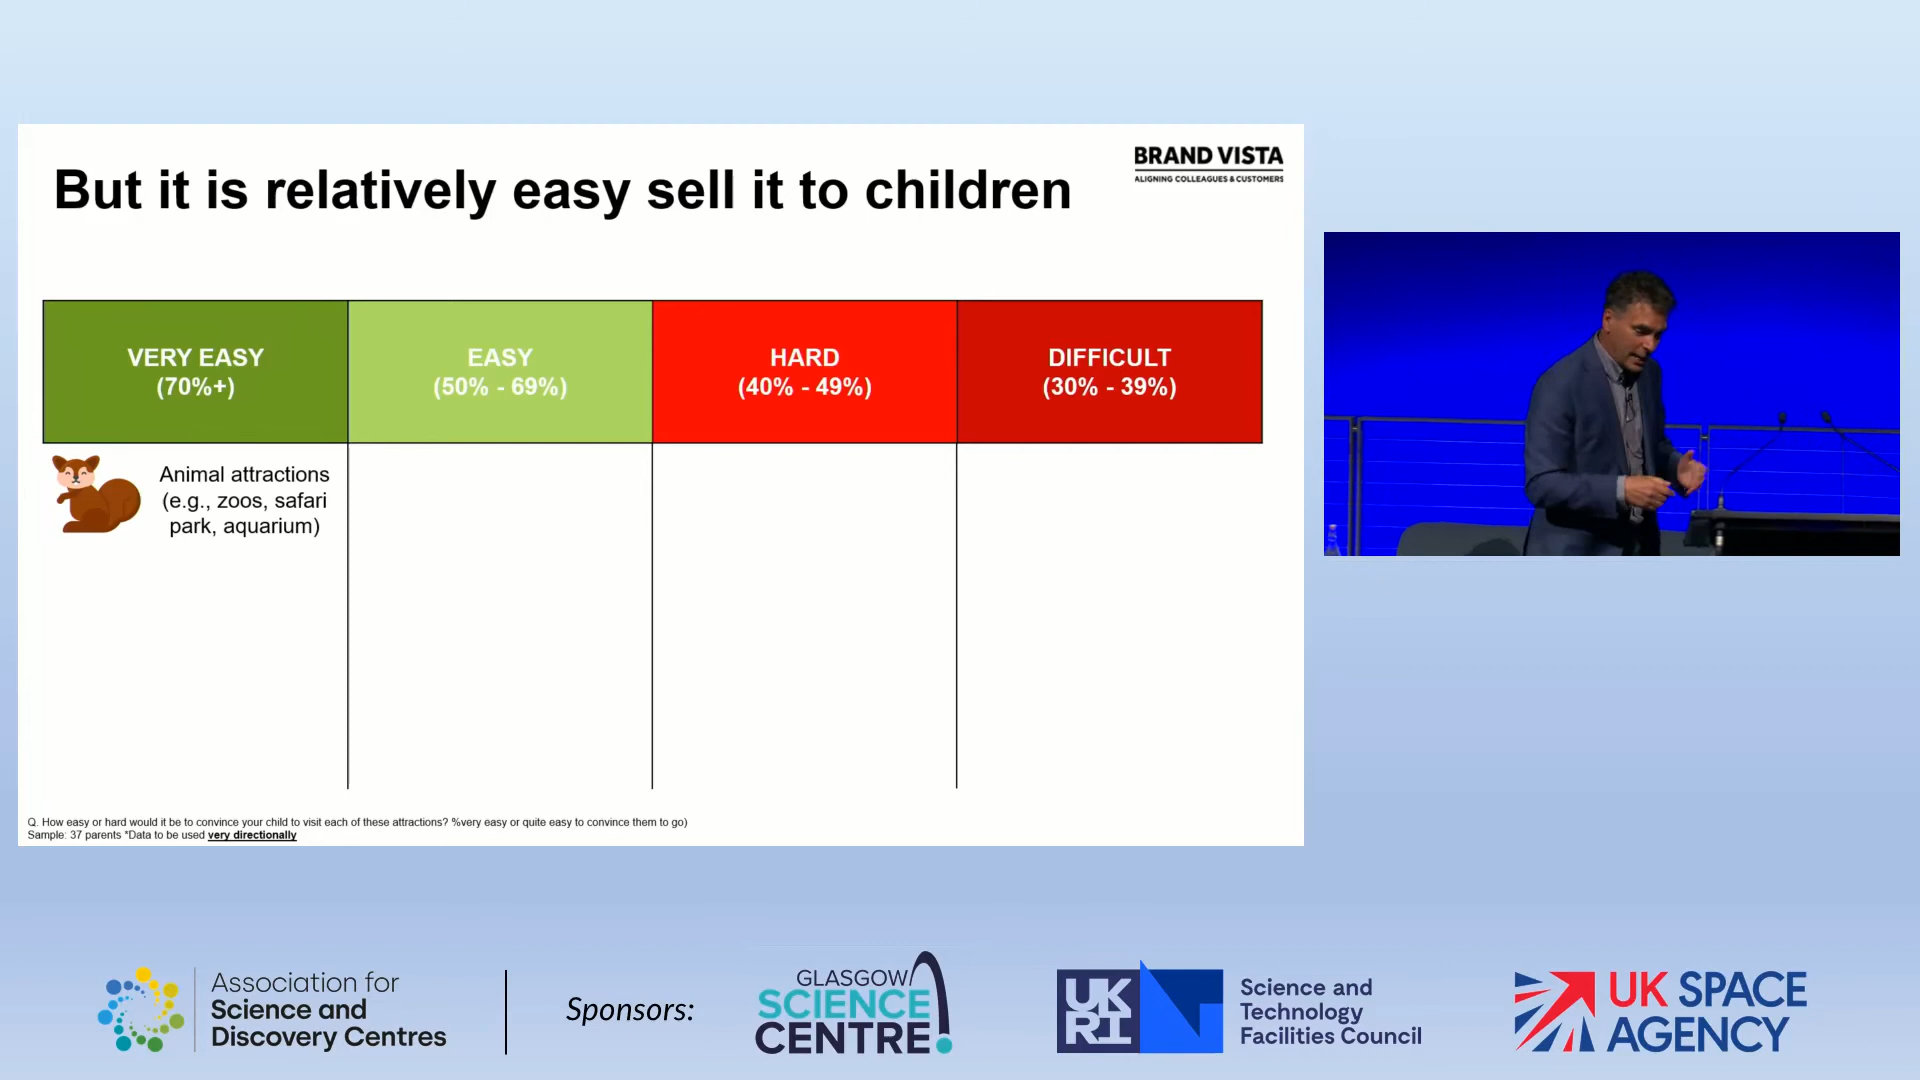 But it is relatively easy sell it to children
BRAND VISTA
ALIGNING COLLEAGUES & CUSTOMERS
VERY EASY
(70%+)
EASY
(50% - 69%)
HARD
(40% - 49%)
DIFFICULT
(30% - 39%)
Animal attractions
(e.g., zoos, safari
park, aquarium)
Q. How easy or hard would it be to convince your child to visit each of these attractions? %very easy or quite easy to convince them to go)
Sample: 37 parents *Data to be used very directionally
Association for
Science and
Discovery Centres
Sponsors:
GLASGOW
SCIENCE
CENTRE
UK
RI
Science and
Technology
Facilities Council
UK SPACE
AGENCY